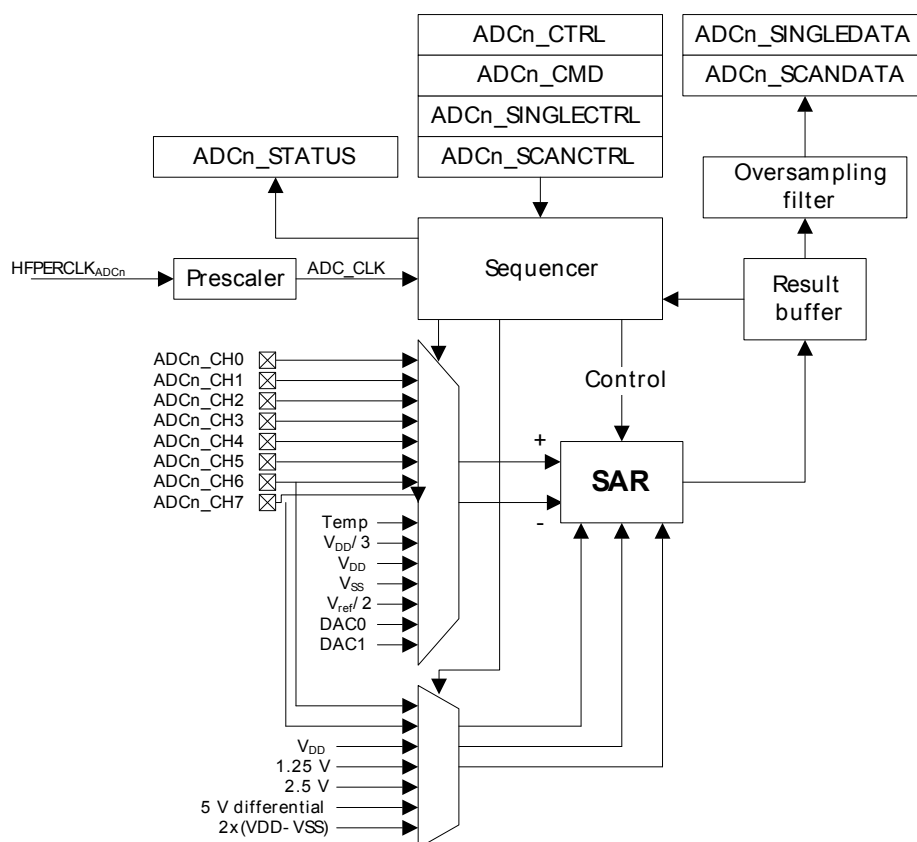 ADCn_CTRL
ADCn_CMD
ADCn_SINGLECTRL
ADCn_SCANCTRL
ADCn_SINGLEDATA
ADCn_SCANDATA
ADCn_STATUS
Oversampling
filter
HFPERCLKADCn
Prescaler
ADC_CLK
Sequencer
Result
buffer
ADCn_CH0
ADCn_CH1
ADCn_CH2
ADCn_CH3
ADCn_CH4
ADCn_CH5
ADCn_CH6
ADCn_CH7
Control
+
SAR
-
Temp
VDD/ 3
VDD
VSS
Vref/ 2
DAC0
DAC1
VDD
1.25 V
2.5 V
5 V differential
2x(VDD-VSS)